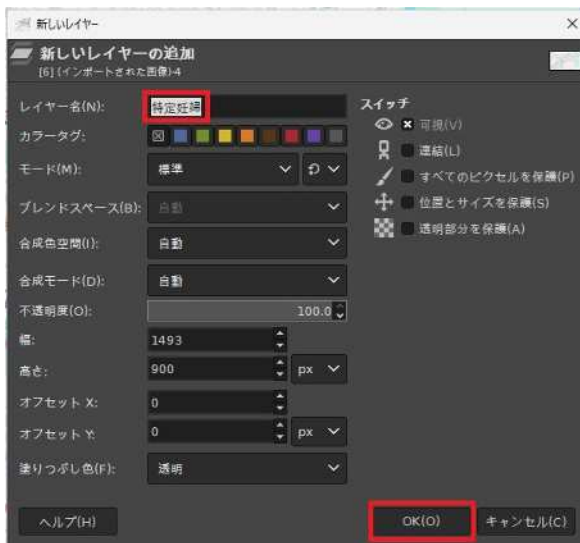 新しいレイヤー
新しいレイヤーの追加
[6] (インポートされた画像)-4
レイヤー名(N): 特定妊婦
カラータグ:
モード(M): 標準
ブレンドスペース(B): 自動
合成色空間(I): 自動
合成モード(D): 自動
不透明度(O): 100.0
幅: 1493
高さ: 900 px
オフセット X: 0
オフセット Y: 0 px
塗りつぶし色(F): 透明
スイッチ
可視(V)
連結(L)
すべてのピクセルを保護(P)
位置とサイズを保護(S)
透明部分を保護(A)
ヘルプ(H) OK(O) キャンセル(C)